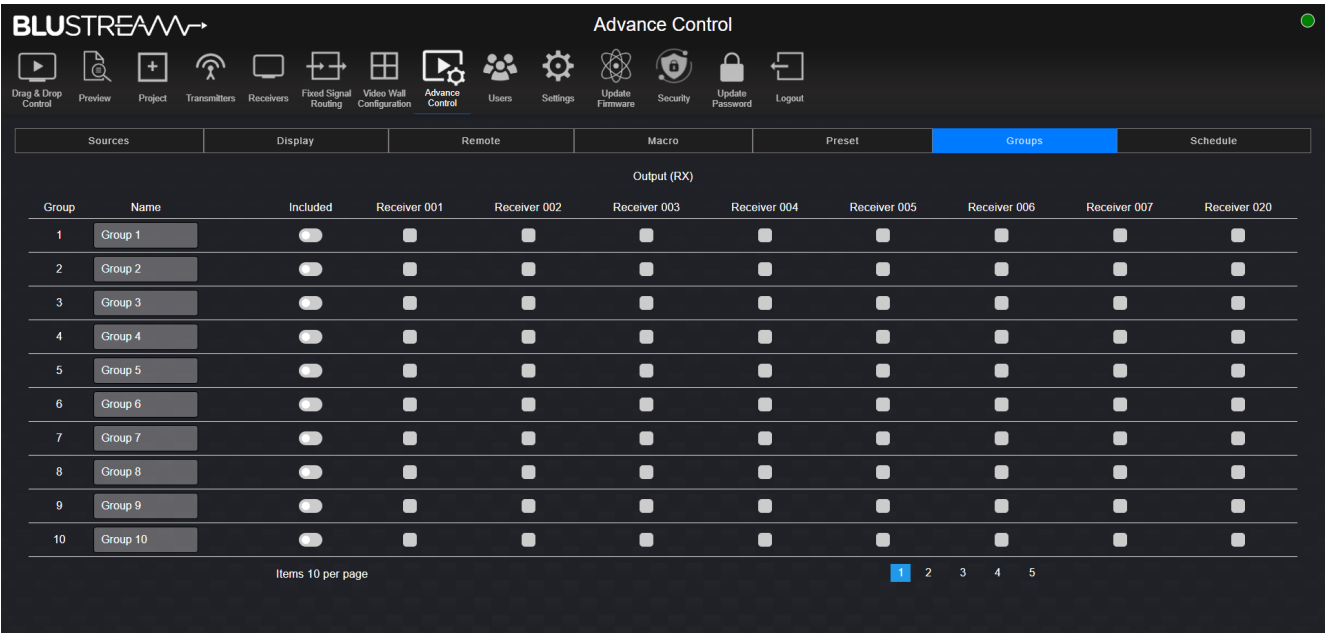 BLUSTREAM
Advance Control
Drag & Drop Control
Preview
Project
Transmitters
Receivers
Fixed Signal Routing
Video Wall Configuration
Advance Control
Users
Settings
Update Firmware
Security
Update Password
Logout
Sources Display Remote Macro Preset Groups Schedule
Output (RX)
Group Name Included Receiver 001 Receiver 002 Receiver 003 Receiver 004 Receiver 005 Receiver 006 Receiver 007 Receiver 020
1 Group 1
2 Group 2
3 Group 3
4 Group 4
5 Group 5
6 Group 6
7 Group 7
8 Group 8
9 Group 9
10 Group 10
Items 10 per page 1 2 3 4 5